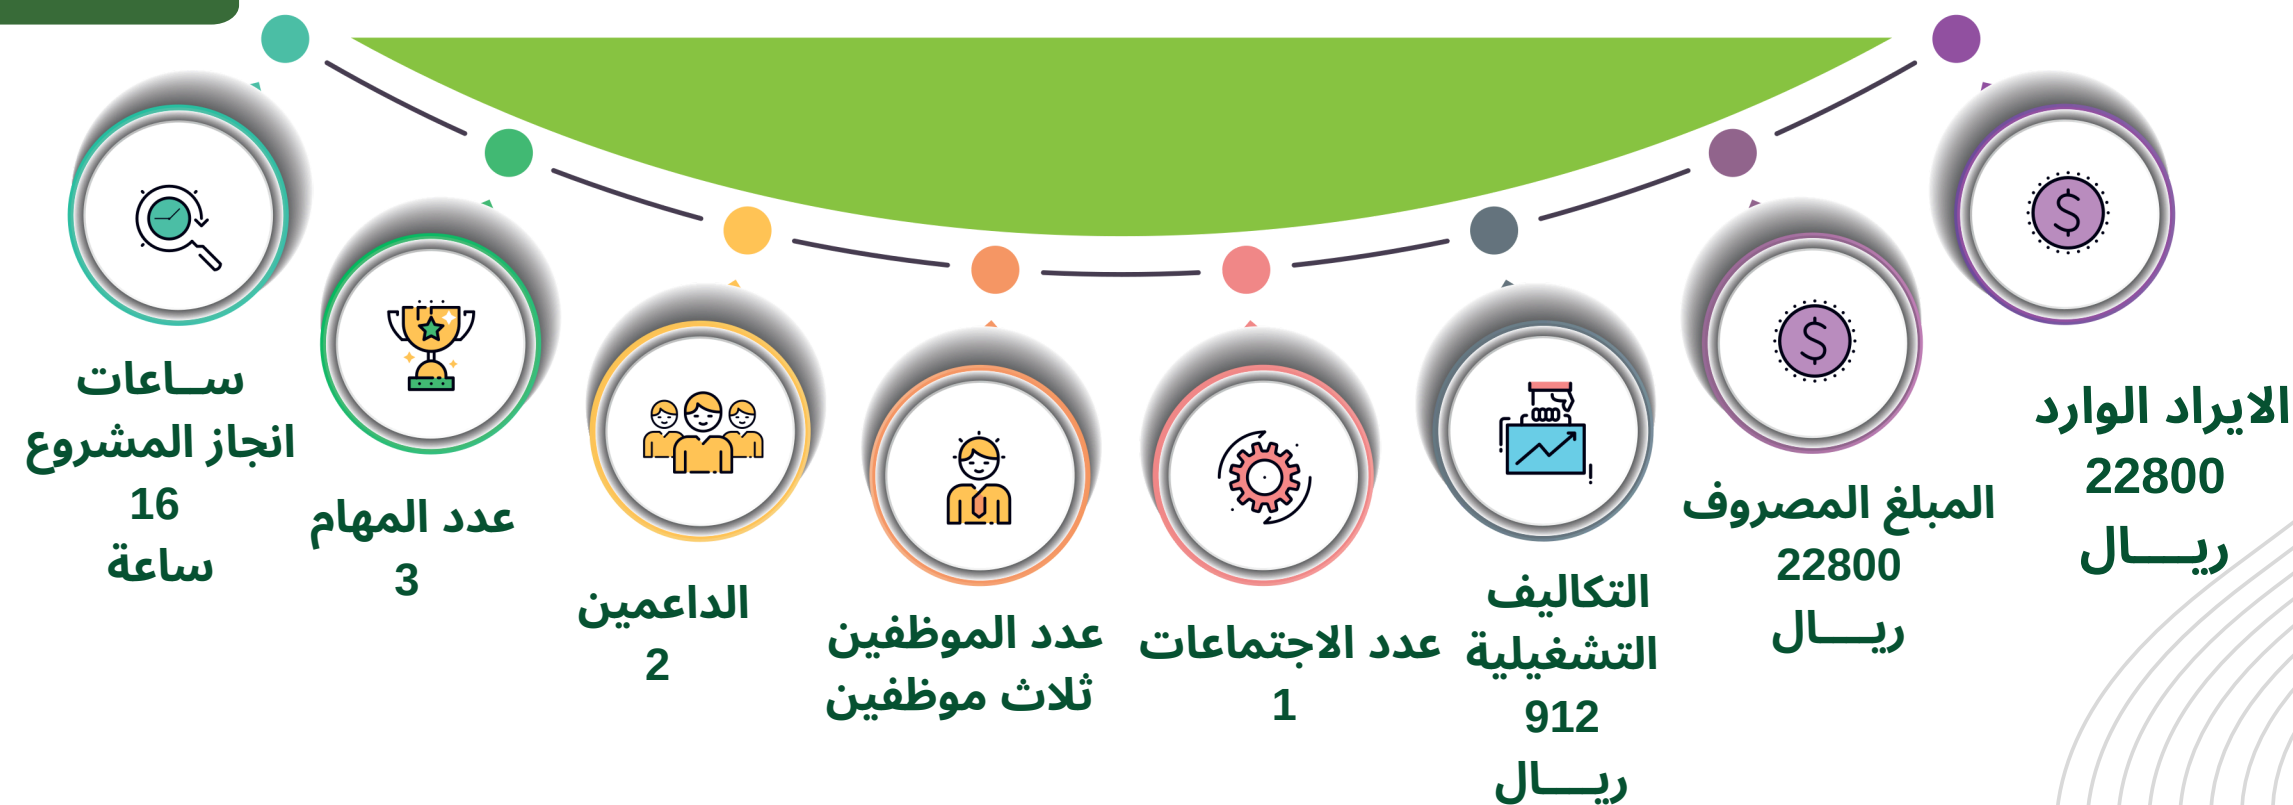 الايراد الوارد
22800
ريـــال
المبلغ المصروف
22800
ريـــال
التكاليف
التشغيلية
912
ريـــال
عدد الاجتماعات
1
عدد الموظفين
ثلاث موظفين
الداعمين
2
عدد المهام
3
ســاعات
انجاز المشروع
16
ساعة